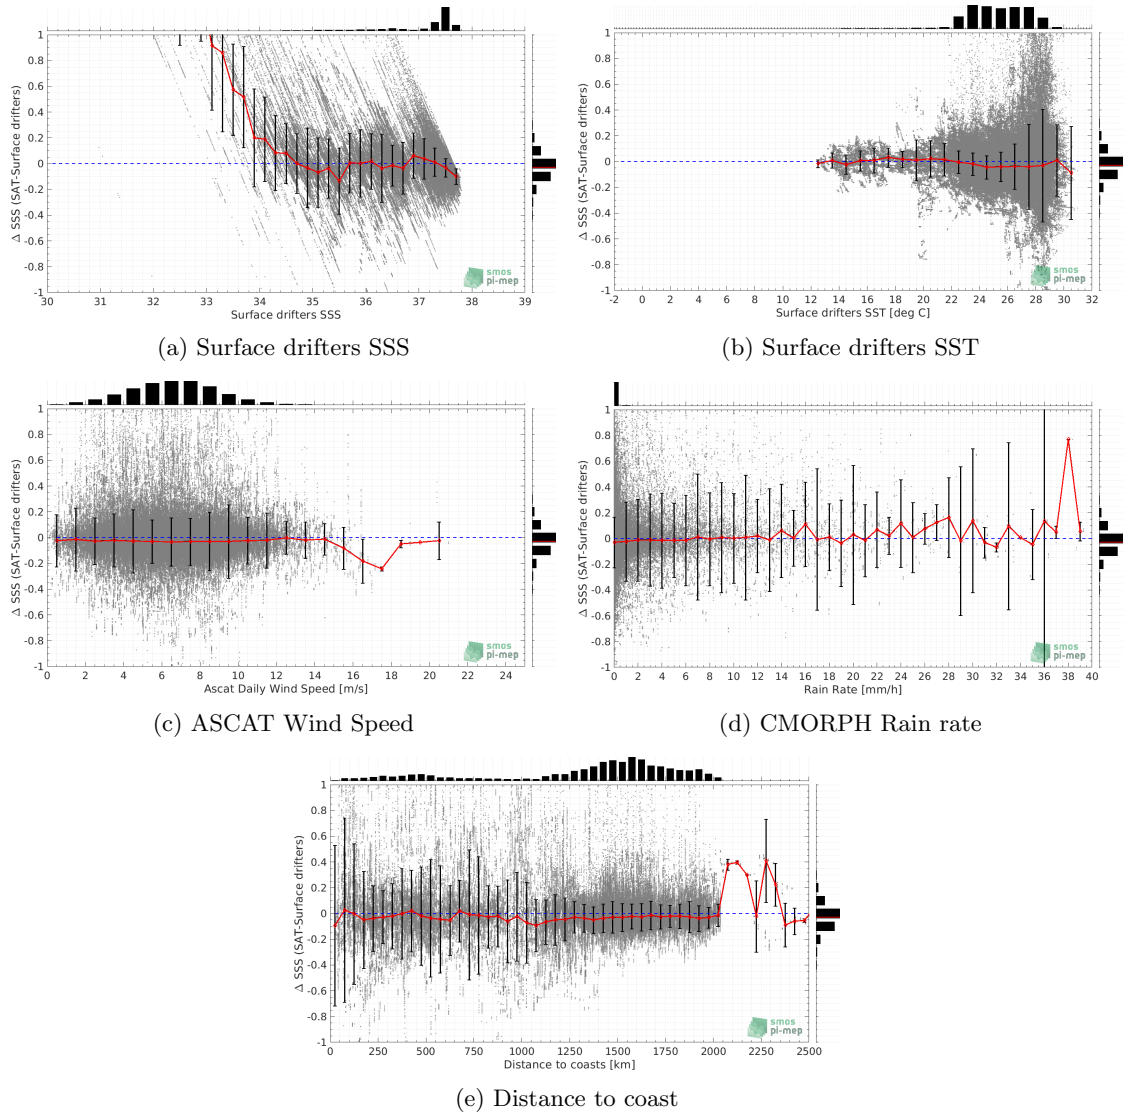 Δ SSS (SAT-Surface drifters)
1
0.8
0.6
0.4
0.2
0
-0.2
-0.4
-0.6
-0.8
-1
30 31 32 33 34 35 36 37 38 39
Surface drifters SSS
smos
pi-mep
(a) Surface drifters SSS
Δ SSS (SAT-Surface drifters)
1
0.8
0.6
0.4
0.2
0
-0.2
-0.4
-0.6
-0.8
-1
-2 0 2 4 6 8 10 12 14 16 18 20 22 24 26 28 30 32
Surface drifters SST [deg C]
smos
pi-mep
(b) Surface drifters SST
Δ SSS (SAT-Surface drifters)
1
0.8
0.6
0.4
0.2
0
-0.2
-0.4
-0.6
-0.8
-1
0 2 4 6 8 10 12 14 16 18 20 22 24
Ascat Daily Wind Speed [m/s]
smos
pi-mep
(c) ASCAT Wind Speed
Δ SSS (SAT-Surface drifters)
1
0.8
0.6
0.4
0.2
0
-0.2
-0.4
-0.6
-0.8
-1
0 2 4 6 8 10 12 14 16 18 20 22 24 26 28 30 32 34 36 38 40
Rain Rate [mm/h]
smos
pi-mep
(d) CMORPH Rain rate
Δ SSS (SAT-Surface drifters)
1
0.8
0.6
0.4
0.2
0
-0.2
-0.4
-0.6
-0.8
-1
0 250 500 750 1000 1250 1500 1750 2000 2250 2500
Distance to coasts [km]
smos
pi-mep
(e) Distance to coast